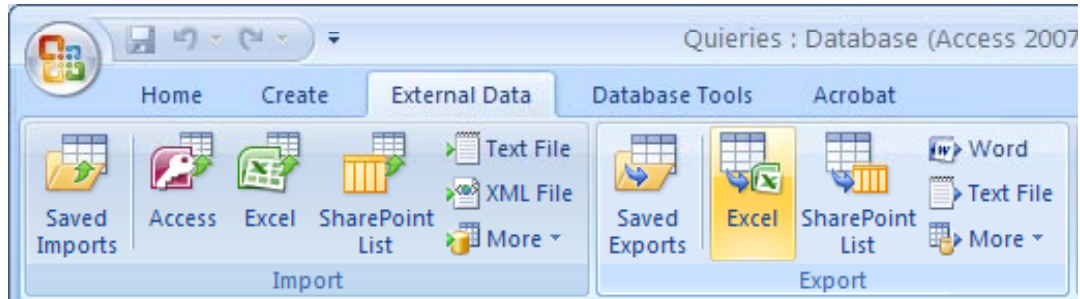 Quieries : Database (Access 2007
Home Create External Data Database Tools Acrobat
Saved Imports
Access
Excel
SharePoint List
Text File
XML File
More
Import
Saved Exports
Excel
SharePoint List
Word
Text File
More
Export